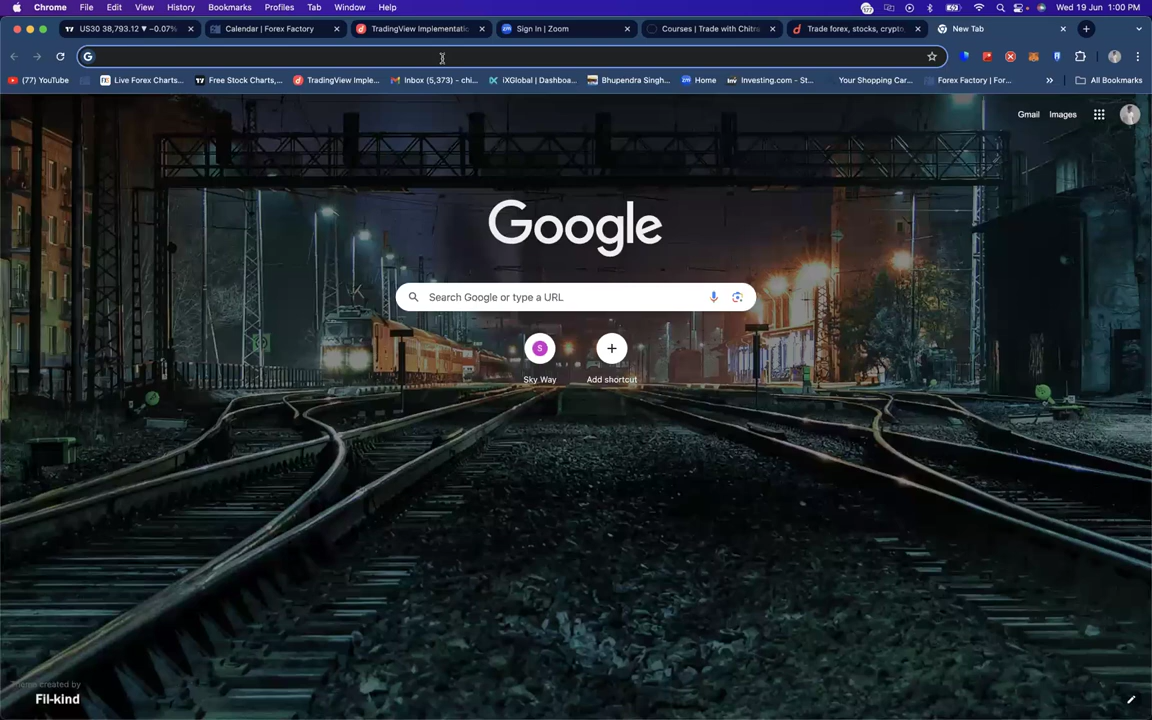 Chrome File Edit View History Bookmarks Profiles Tab Window Help 177 Wed 19 Jun 1:00 PM
US30 38,793.12 ▼ −0.07% Calendar | Forex Factory TradingView Implementatio Sign In | Zoom Courses | Trade with Chitra Trade forex, stocks, crypto, New Tab
(77) YouTube Live Forex Charts... Free Stock Charts,... TradingView Imple... Inbox (5,373) – chi... iXGlobal | Dashboa... Bhupendra Singh... Home Investing.com - St... Your Shopping Car... Forex Factory | For... » All Bookmarks
Gmail Images
Google
Search Google or type a URL
S
Sky Way Add shortcut
Theme created by
Fil-kind